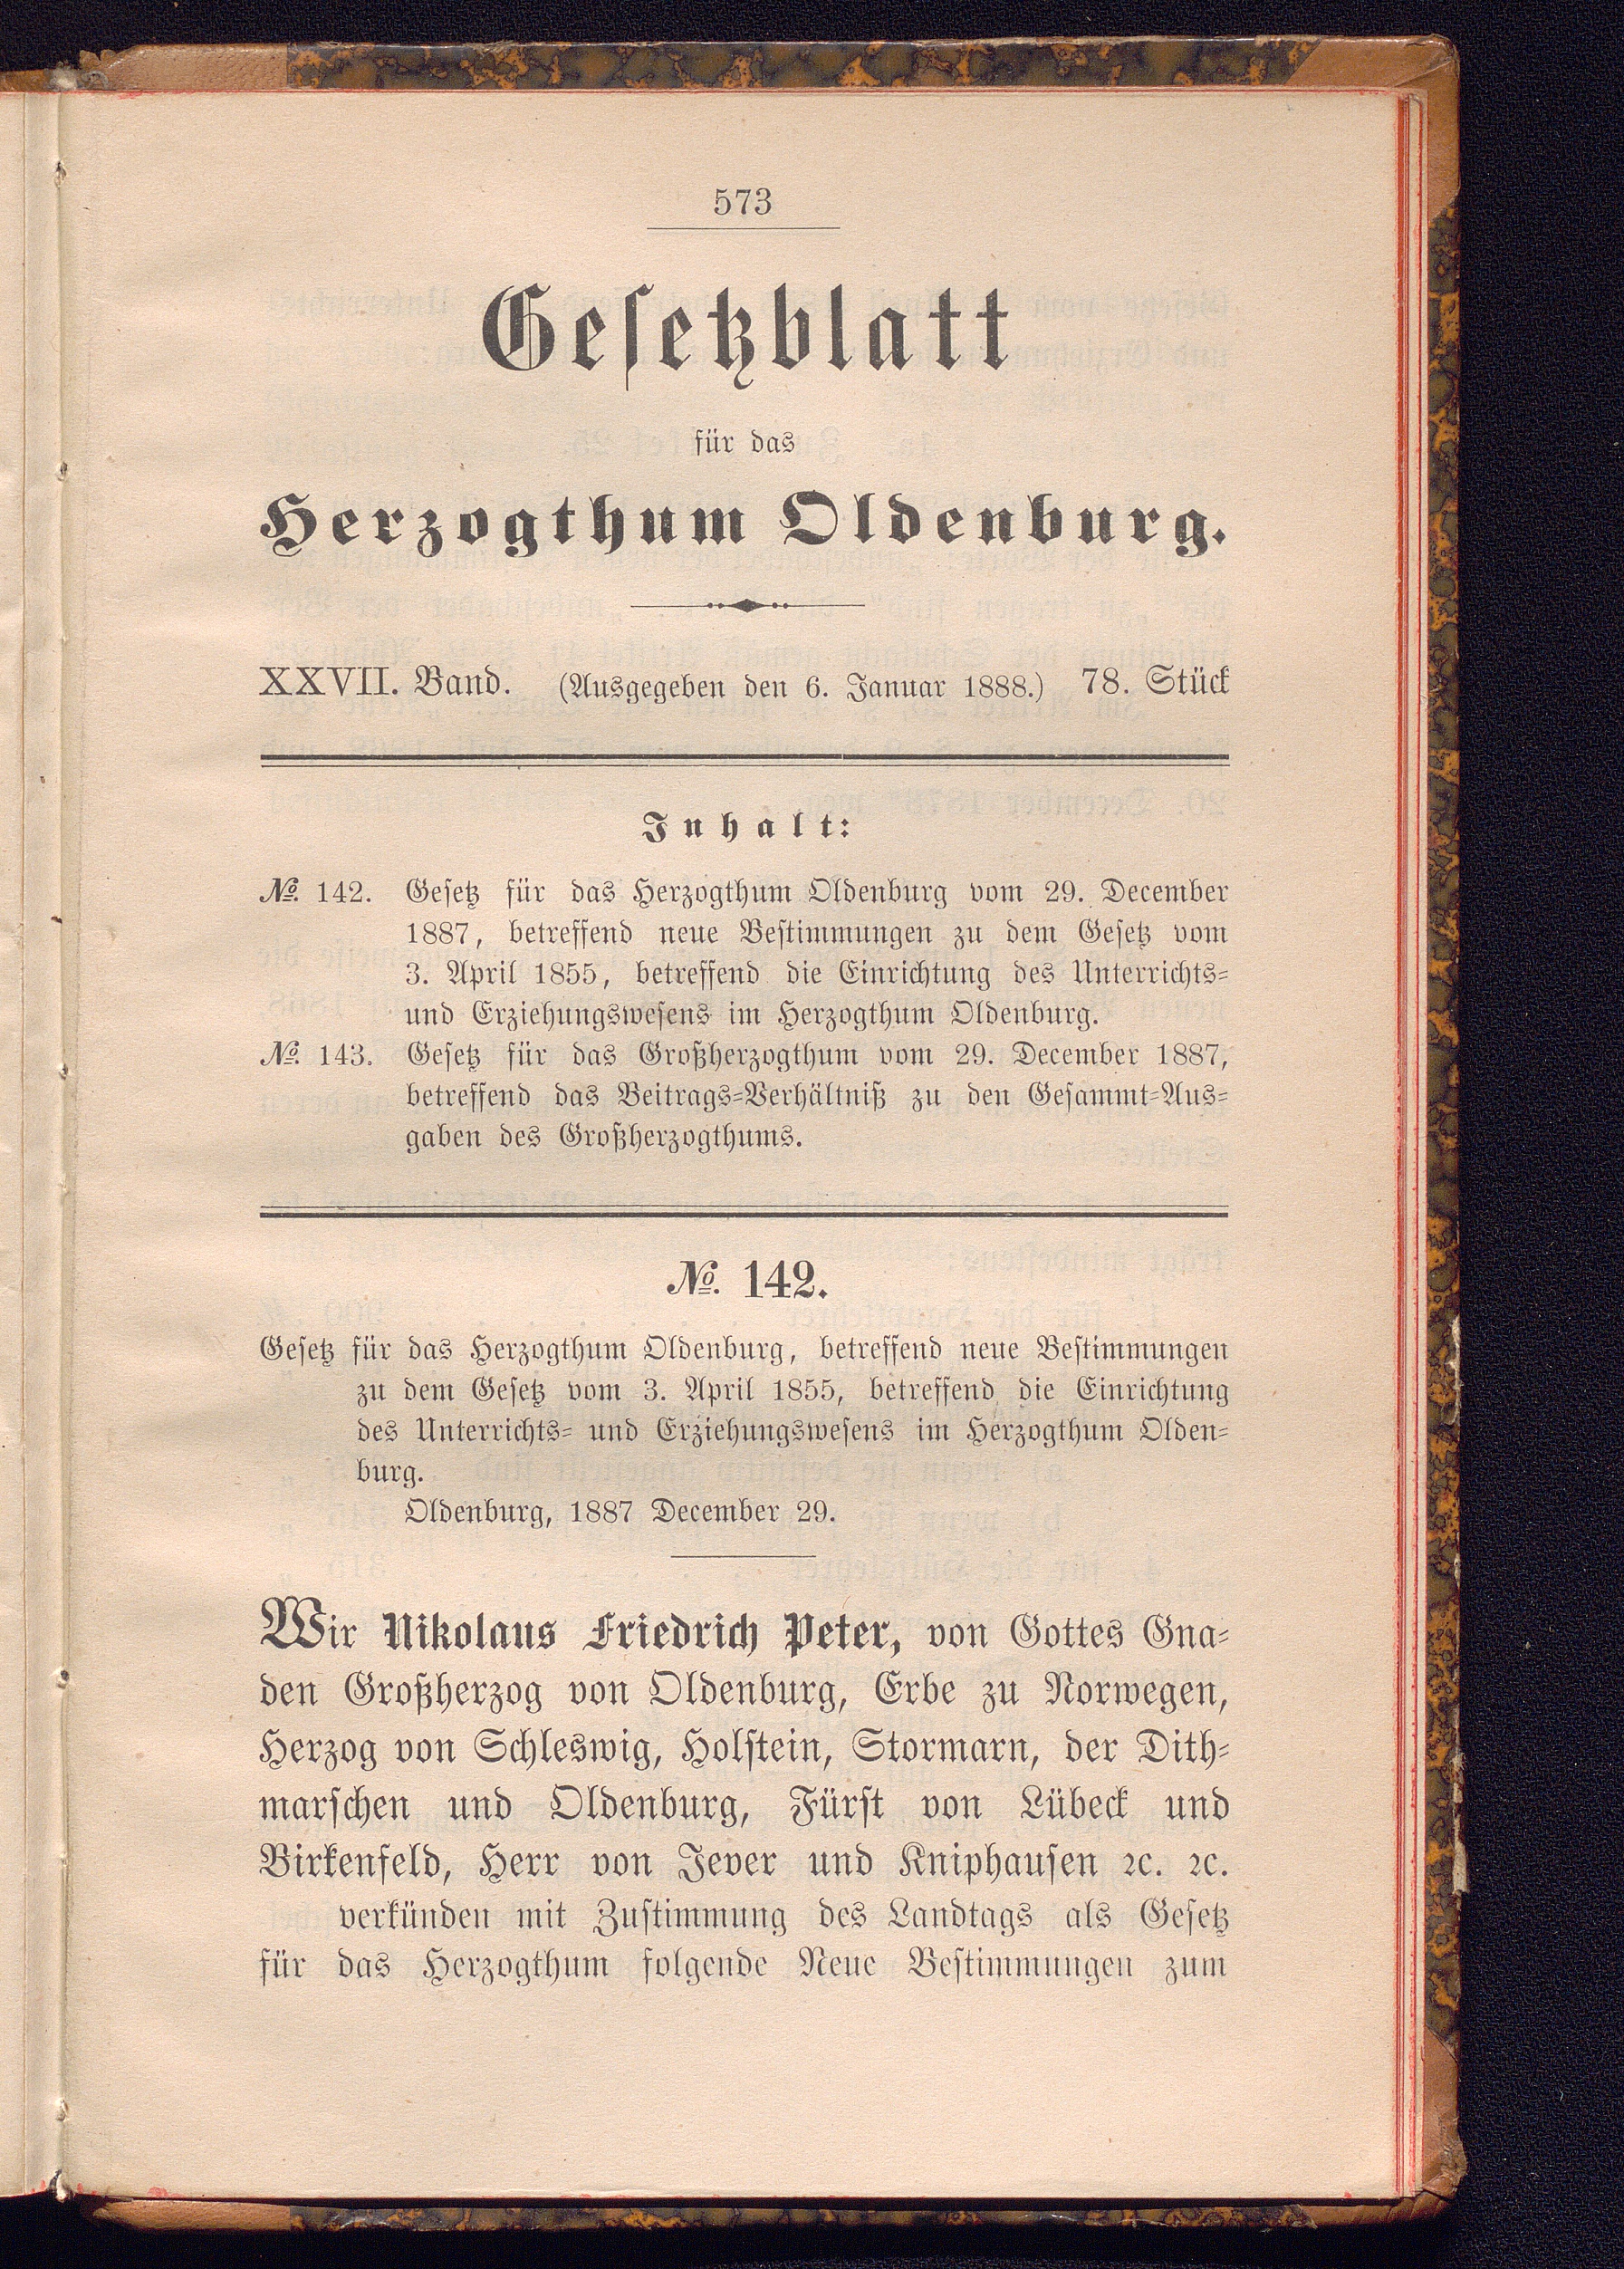 573
Gesetzblatt
für das
Herzogthum Oldenburg.
XXVII. Band. (Ausgegeben den 6. Januar 1888.) 78. Stück
Inhalt:
№. 142. Gesetz für das Herzogthum Oldenburg vom 29. December
1887, betreffend neue Bestimmungen zu dem Gesetz vom
3. April 1855, betreffend die Einrichtung des Unterrichts-
und Erziehungswesens im Herzogthum Oldenburg.
№. 143. Gesetz für das Großherzogthum vom 29. December 1887,
betreffend das Beitrags-Verhältniß zu den Gesammt-Aus-
gaben des Großherzogthums.
№. 142.
Gesetz für das Herzogthum Oldenburg, betreffend neue Bestimmungen
zu dem Gesetz vom 3. April 1855, betreffend die Einrichtung
des Unterrichts- und Erziehungswesens im Herzogthum Olden-
burg.
Oldenburg, 1887 December 29.
Wir Nikolaus Friedrich Peter, von Gottes Gna-
den Großherzog von Oldenburg, Erbe zu Norwegen,
Herzog von Schleswig, Holstein, Stormarn, der Dith-
marschen und Oldenburg, Fürst von Lübeck und
Birkenfeld, Herr von Jever und Kniphausen ꝛc. ꝛc.
verkünden mit Zustimmung des Landtags als Gesetz
für das Herzogthum folgende Neue Bestimmungen zum